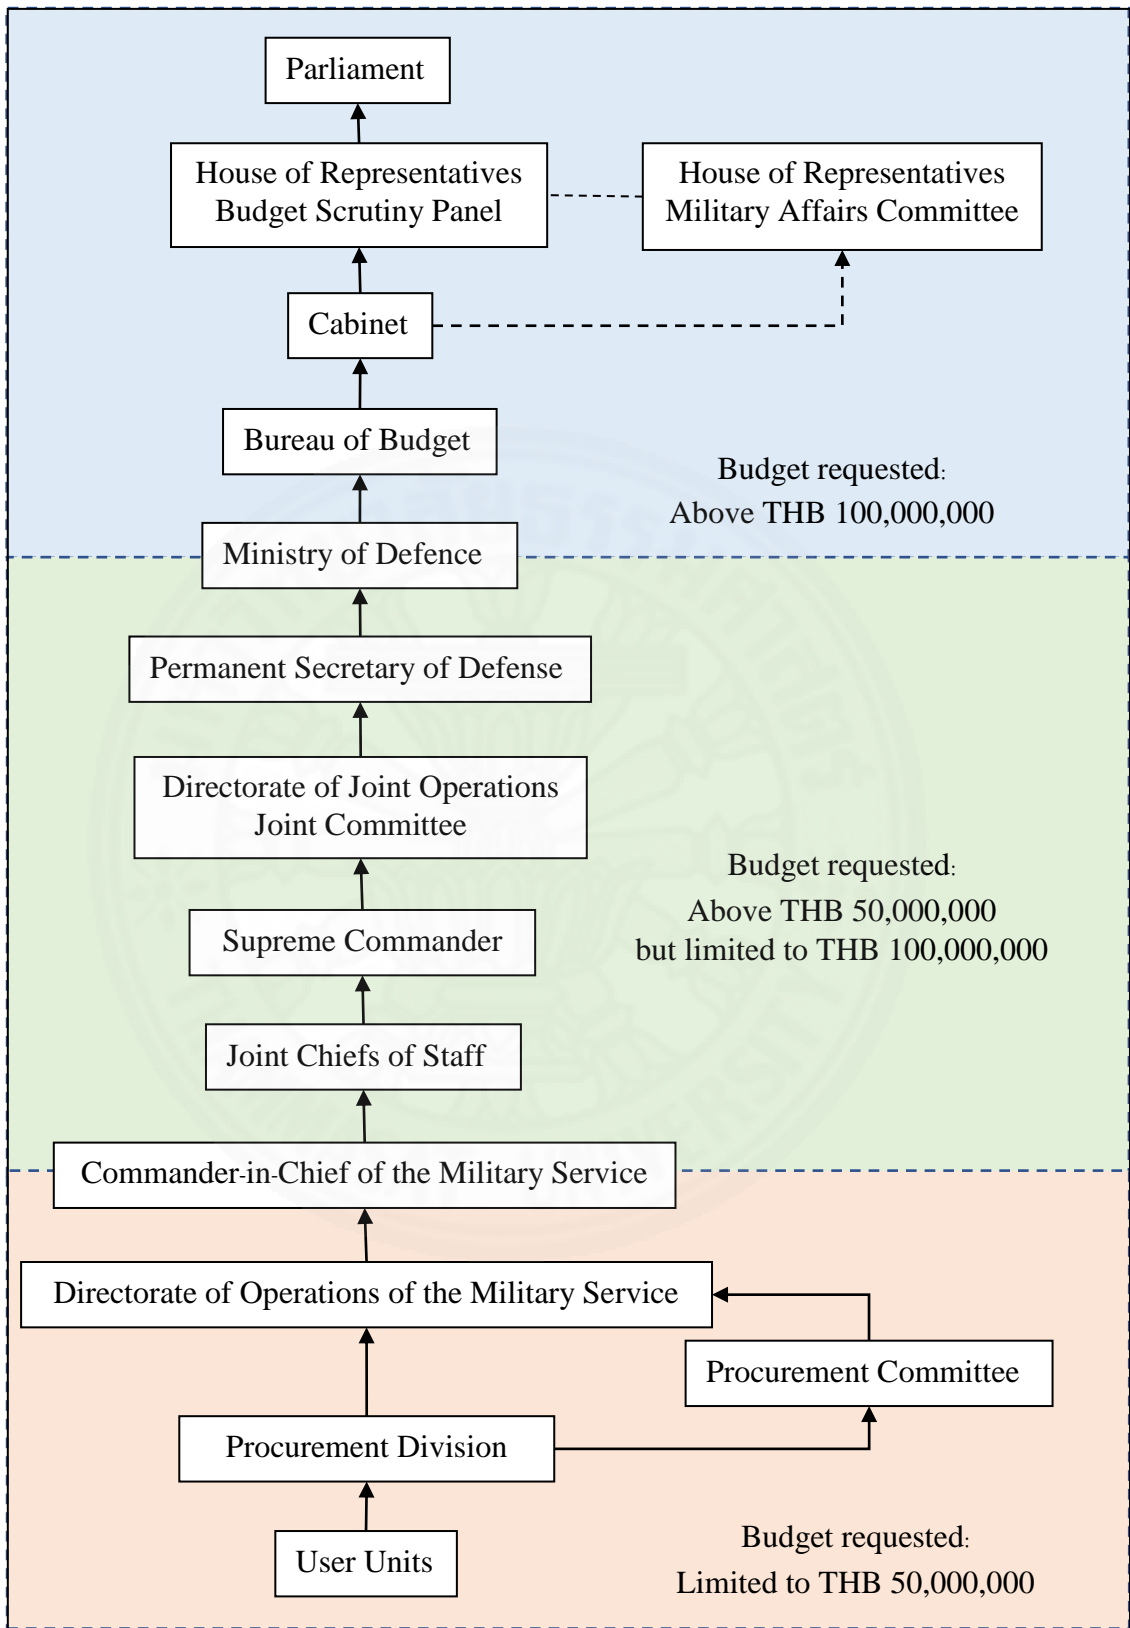 Parliament
House of Representatives
Budget Scrutiny Panel
House of Representatives
Military Affairs Committee
Cabinet
Bureau of Budget
Budget requested:
Above THB 100,000,000
Ministry of Defence
Permanent Secretary of Defense
Directorate of Joint Operations
Joint Committee
Budget requested:
Above THB 50,000,000
but limited to THB 100,000,000
Supreme Commander
Joint Chiefs of Staff
Commander-in-Chief of the Military Service
Directorate of Operations of the Military Service
Procurement Committee
Procurement Division
User Units
Budget requested:
Limited to THB 50,000,000